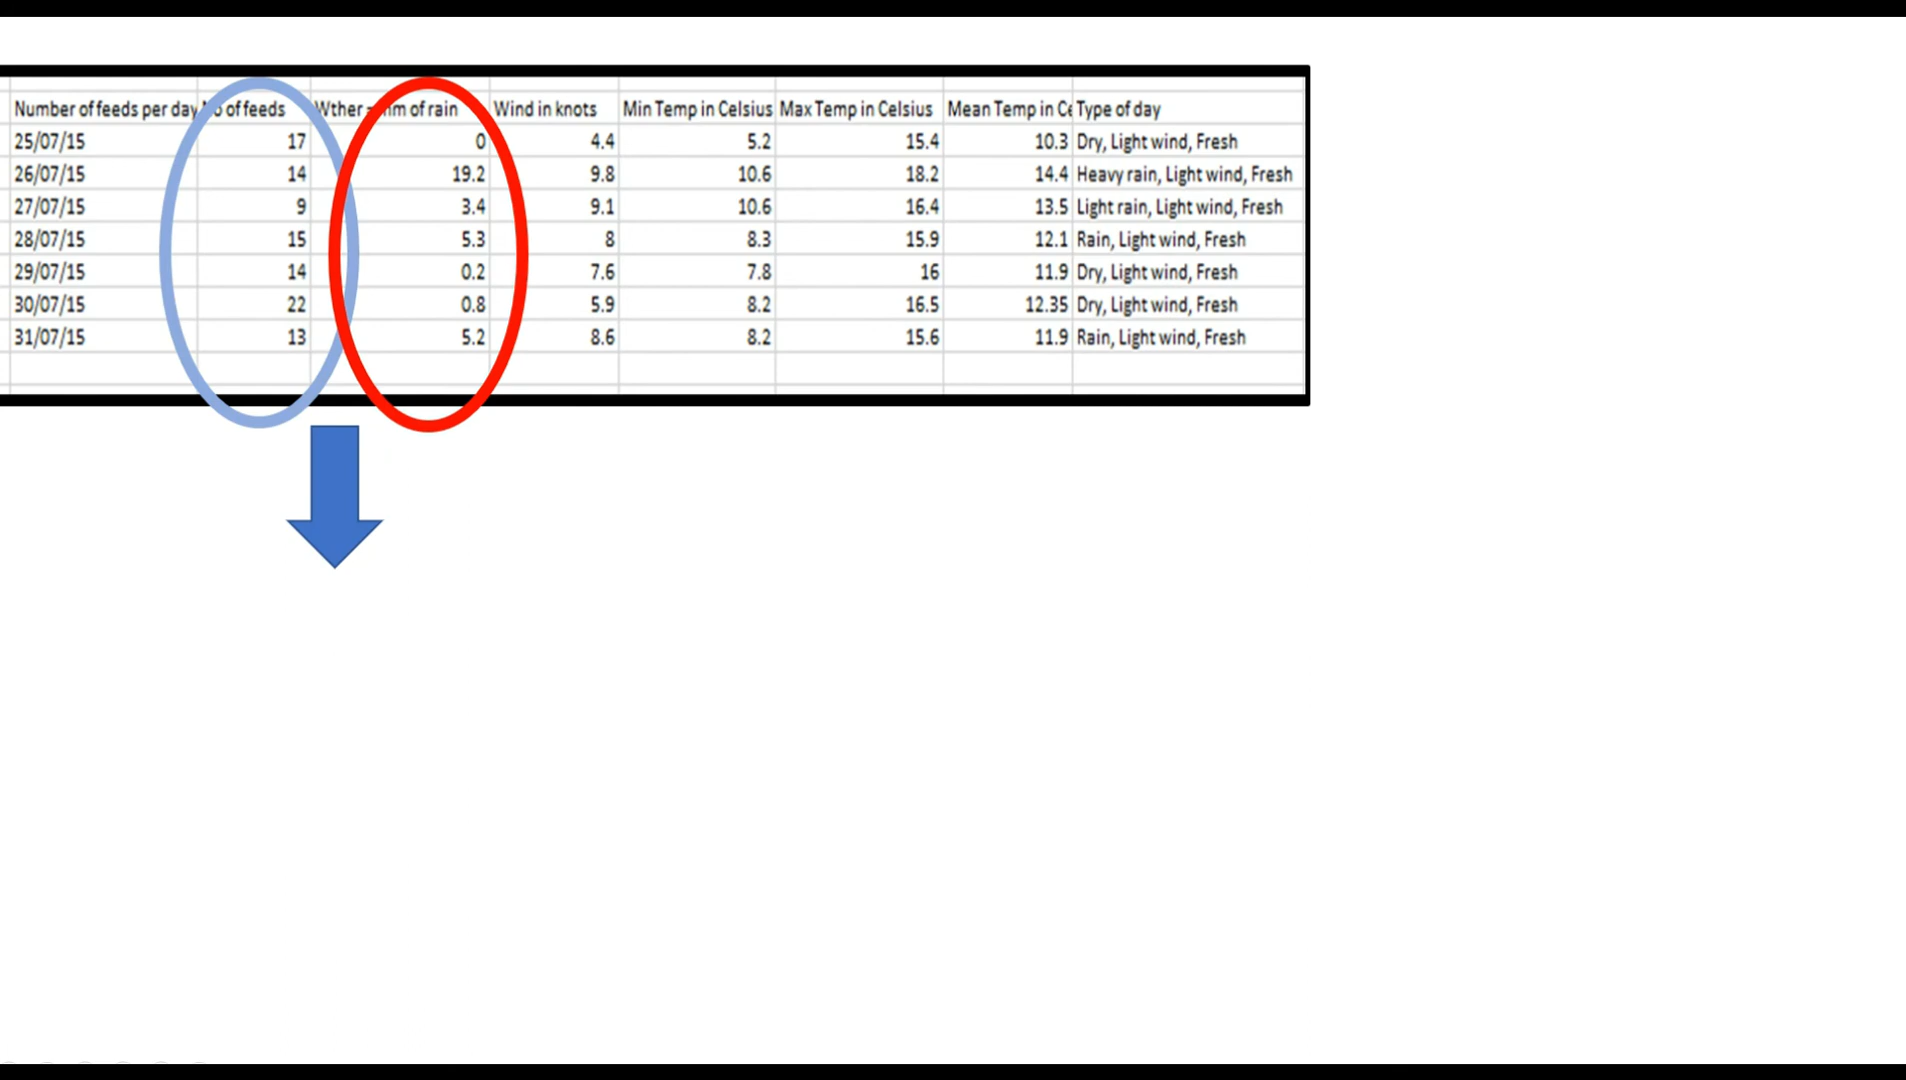 Number of feeds per day No of feeds Wther - mm of rain Wind in knots Min Temp in Celsius Max Temp in Celsius Mean Temp in Ce Type of day
25/07/15 17 0 4.4 5.2 15.4 10.3 Dry, Light wind, Fresh
26/07/15 14 19.2 9.8 10.6 18.2 14.4 Heavy rain, Light wind, Fresh
27/07/15 9 3.4 9.1 10.6 16.4 13.5 Light rain, Light wind, Fresh
28/07/15 15 5.3 8 8.3 15.9 12.1 Rain, Light wind, Fresh
29/07/15 14 0.2 7.6 7.8 16 11.9 Dry, Light wind, Fresh
30/07/15 22 0.8 5.9 8.2 16.5 12.35 Dry, Light wind, Fresh
31/07/15 13 5.2 8.6 8.2 15.6 11.9 Rain, Light wind, Fresh